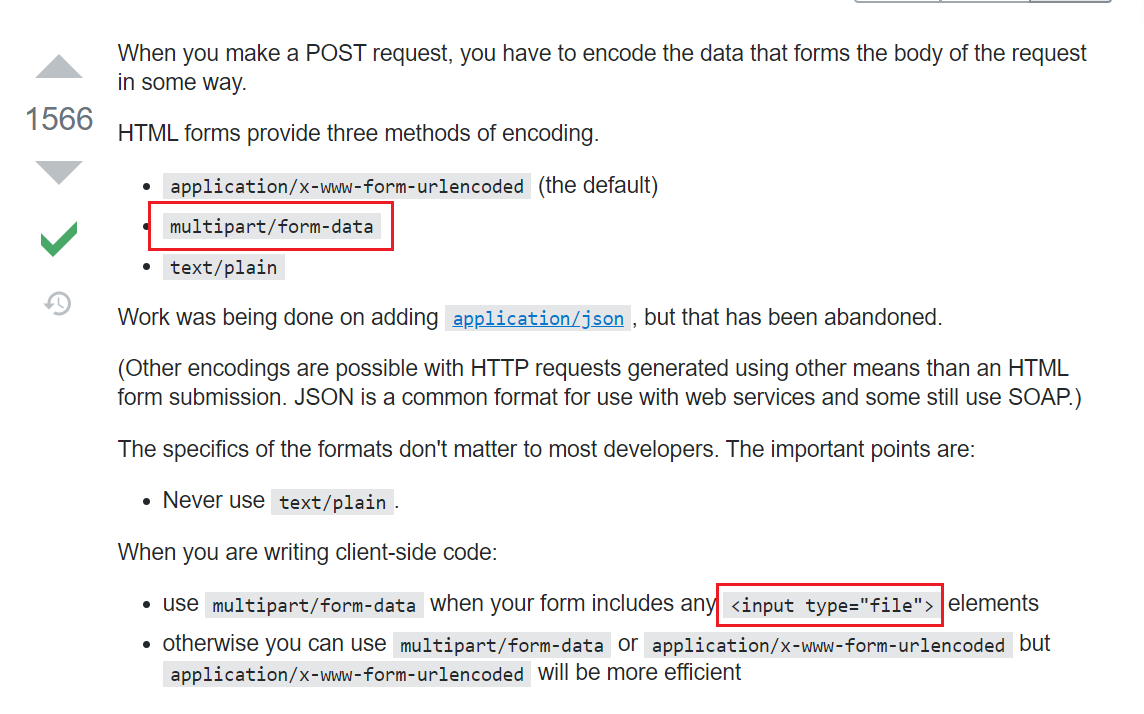 When you make a POST request, you have to encode the data that forms the body of the request
in some way.
1566
HTML forms provide three methods of encoding.
• application/x-www-form-urlencoded (the default)
• multipart/form-data
• text/plain
Work was being done on adding application/json , but that has been abandoned.
(Other encodings are possible with HTTP requests generated using other means than an HTML
form submission. JSON is a common format for use with web services and some still use SOAP.)
The specifics of the formats don't matter to most developers. The important points are:
• Never use text/plain .
When you are writing client-side code:
• use multipart/form-data when your form includes any <input type="file"> elements
• otherwise you can use multipart/form-data or application/x-www-form-urlencoded but
application/x-www-form-urlencoded will be more efficient